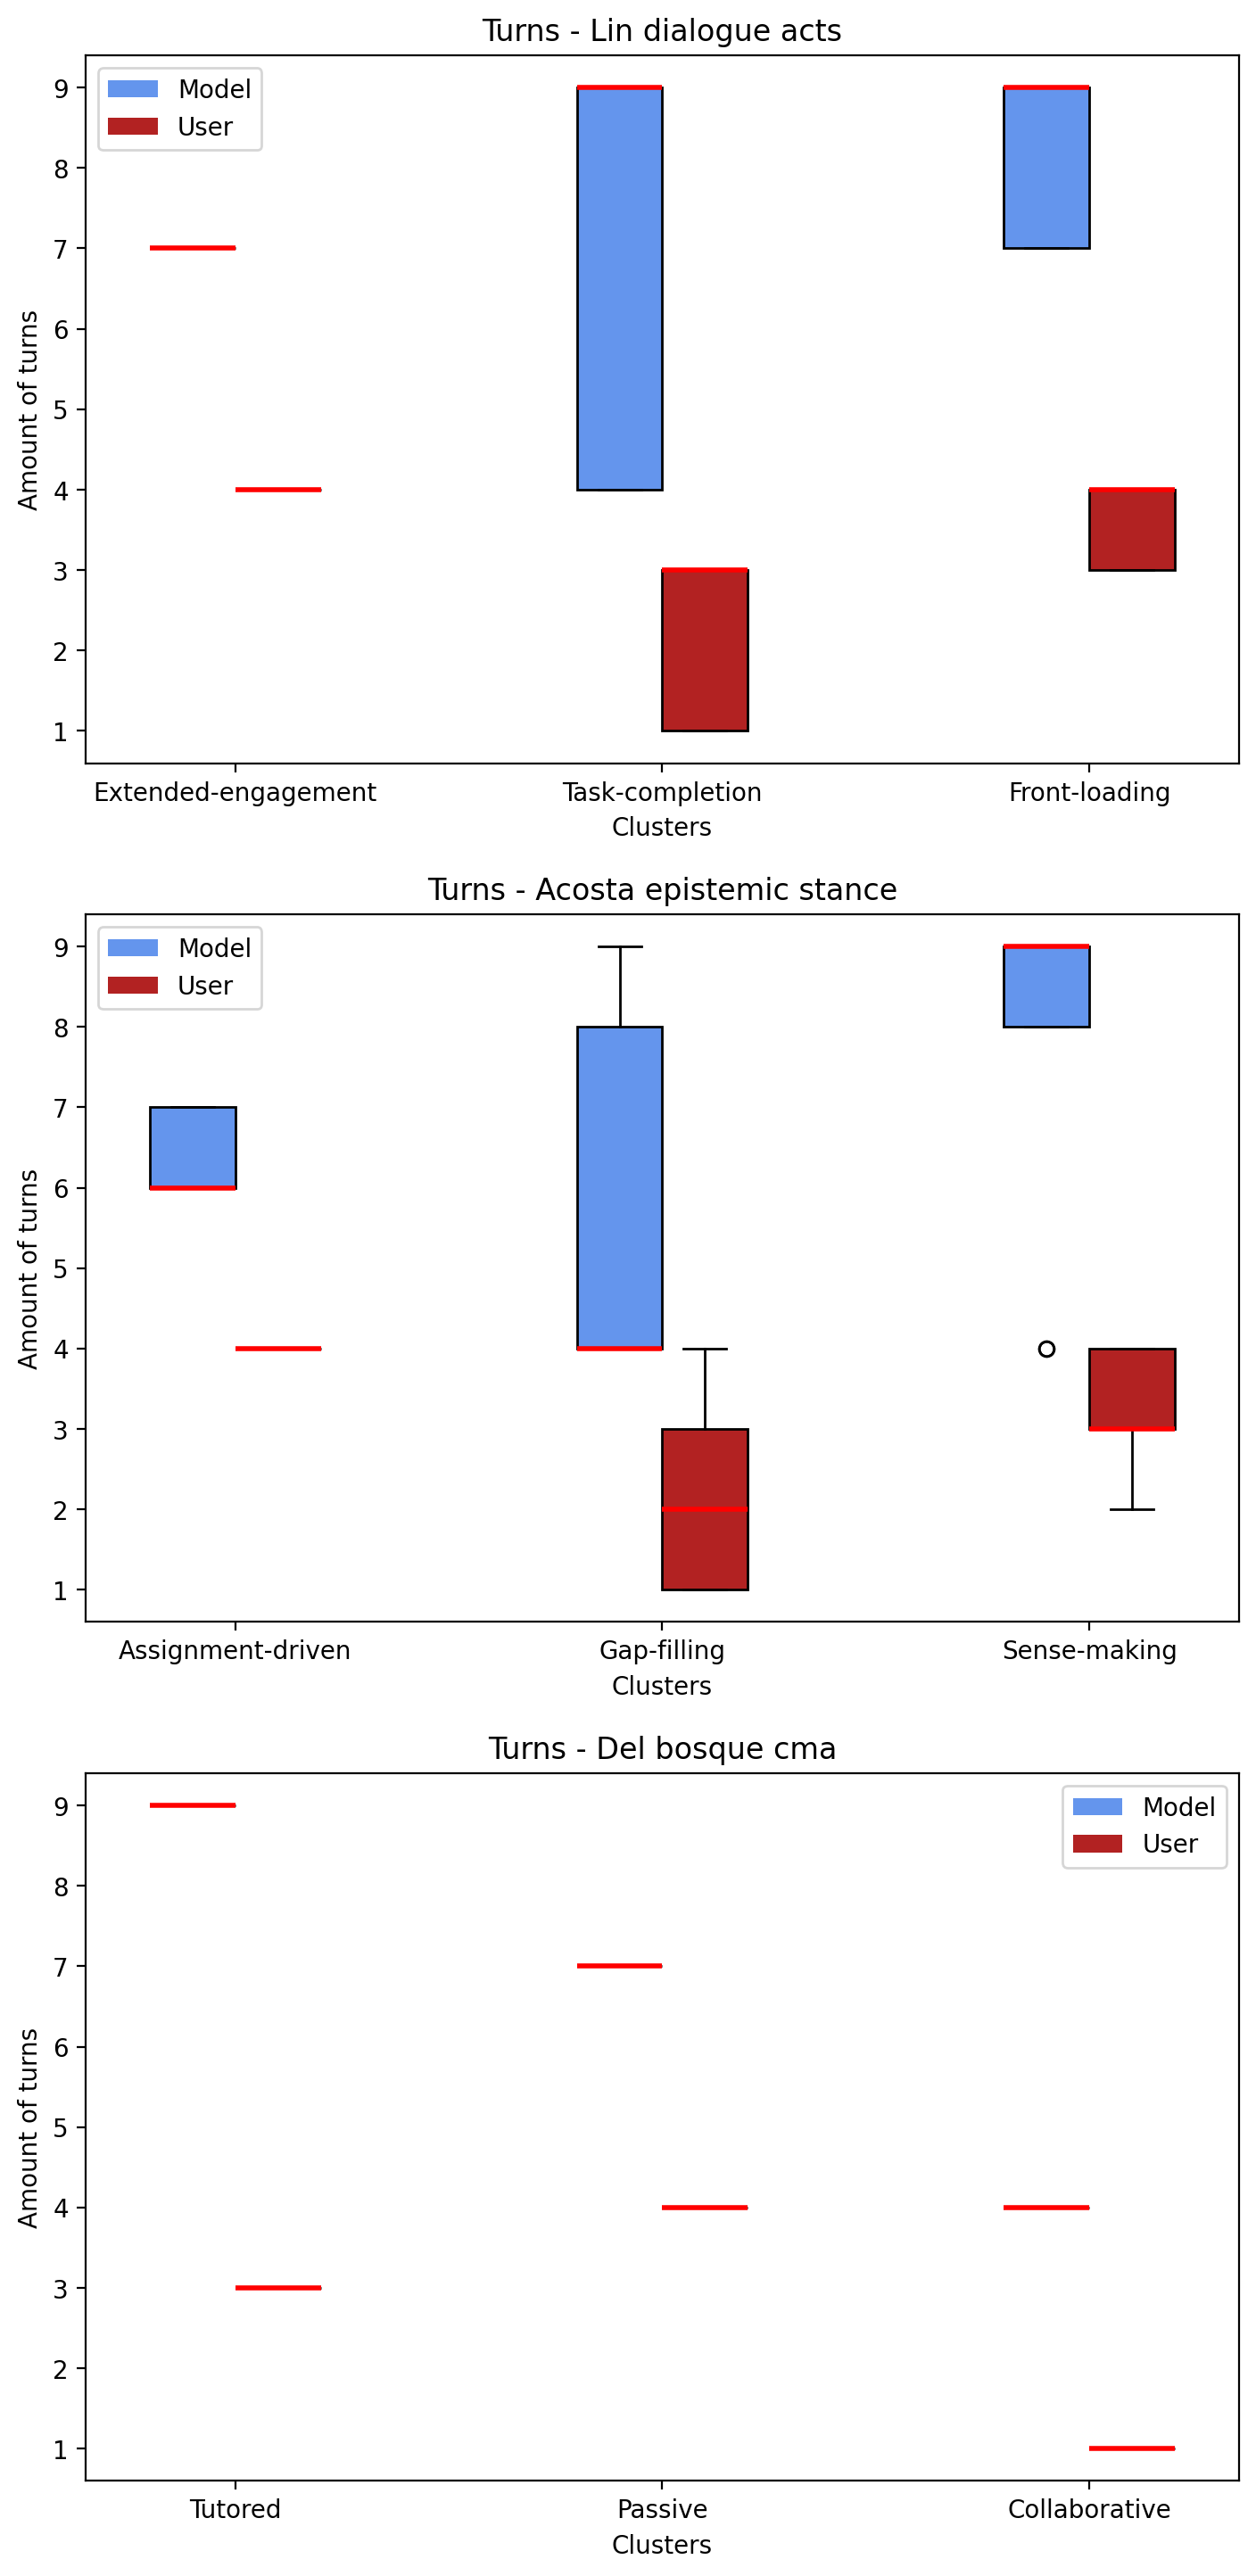 Turns - Lin dialogue acts
Model
User
9
8
7
6
5
4
3
2
1
Amount of turns
Extended-engagement
Task-completion
Front-loading
Clusters
Turns - Acosta epistemic stance
Model
User
9
8
7
6
5
4
3
2
1
Amount of turns
Assignment-driven
Gap-filling
Sense-making
Clusters
Turns - Del bosque cma
Model
User
9
8
7
6
5
4
3
2
1
Amount of turns
Tutored
Passive
Collaborative
Clusters